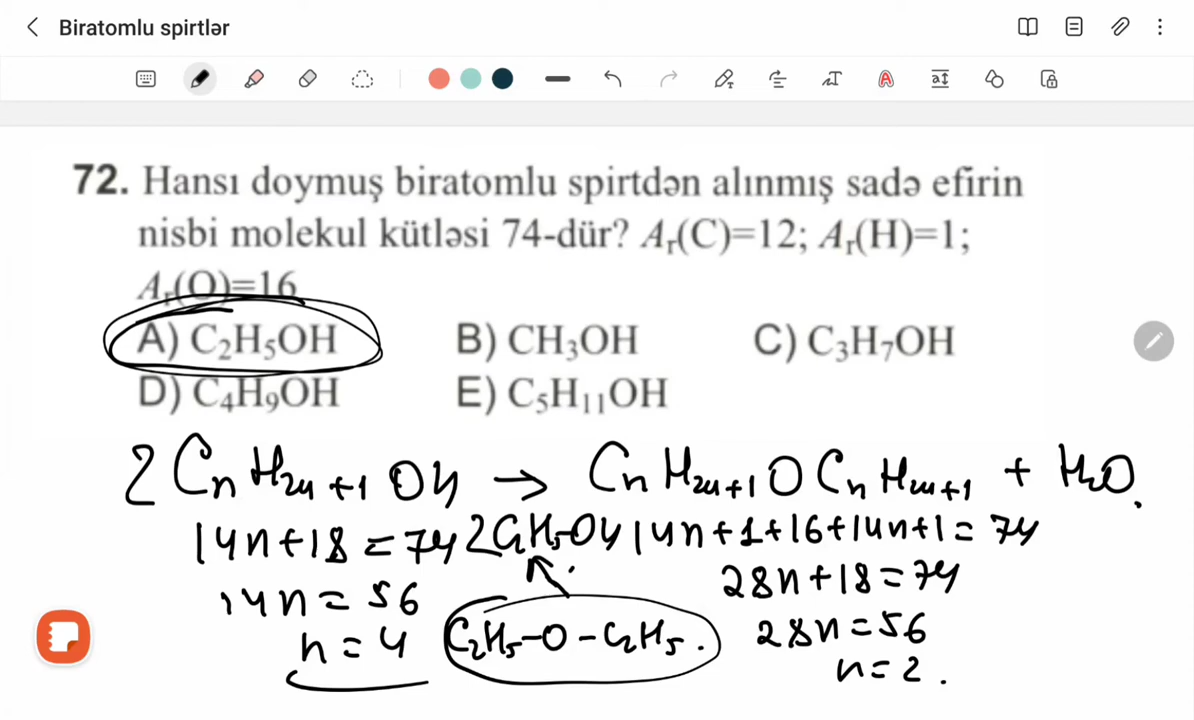 Biratomlu spirtlər
72. Hansı doymuş biratomlu spirtdən alınmış sadə efirin
nisbi molekul kütləsi 74-dür? Aᵣ(C)=12; Aᵣ(H)=1;
Aᵣ(O)=16
A) C₂H₅OH B) CH₃OH C) C₃H₇OH
D) C₄H₉OH E) C₅H₁₁OH
2CnH2n+1OH → CnH2n+1OCnH2n+1 + H₂O.
14n+18=74 2C₂H₅OH 14n+1+16+14n+1=74
14n=56 28n+18=74
n=4 C₂H₅-O-C₂H₅. 28n=56
n=2.